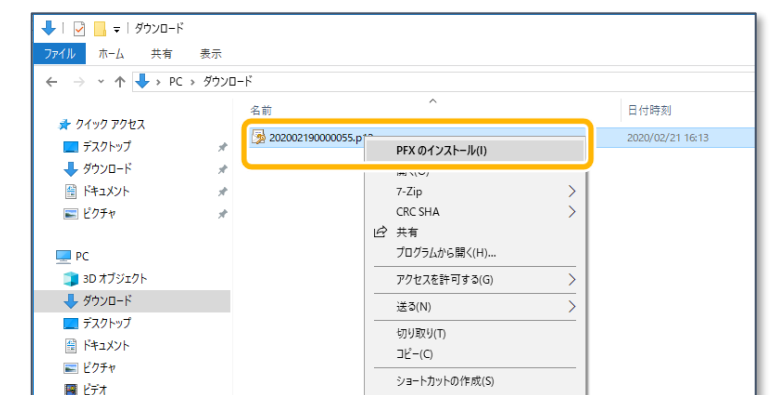 ダウンロード
ファイル ホーム 共有 表示
PC ダウンロード
名前 日付時刻
クイック アクセス
デスクトップ
ダウンロード
ドキュメント
ピクチャ
PC
3D オブジェクト
ダウンロード
デスクトップ
ドキュメント
ピクチャ
ビデオ
202002190000055.p12 2020/02/21 16:13
PFX のインストール(I)
開く(O)
7-Zip
CRC SHA
共有
プログラムから開く(H)...
アクセスを許可する(G)
送る(N)
切り取り(T)
コピー(C)
ショートカットの作成(S)